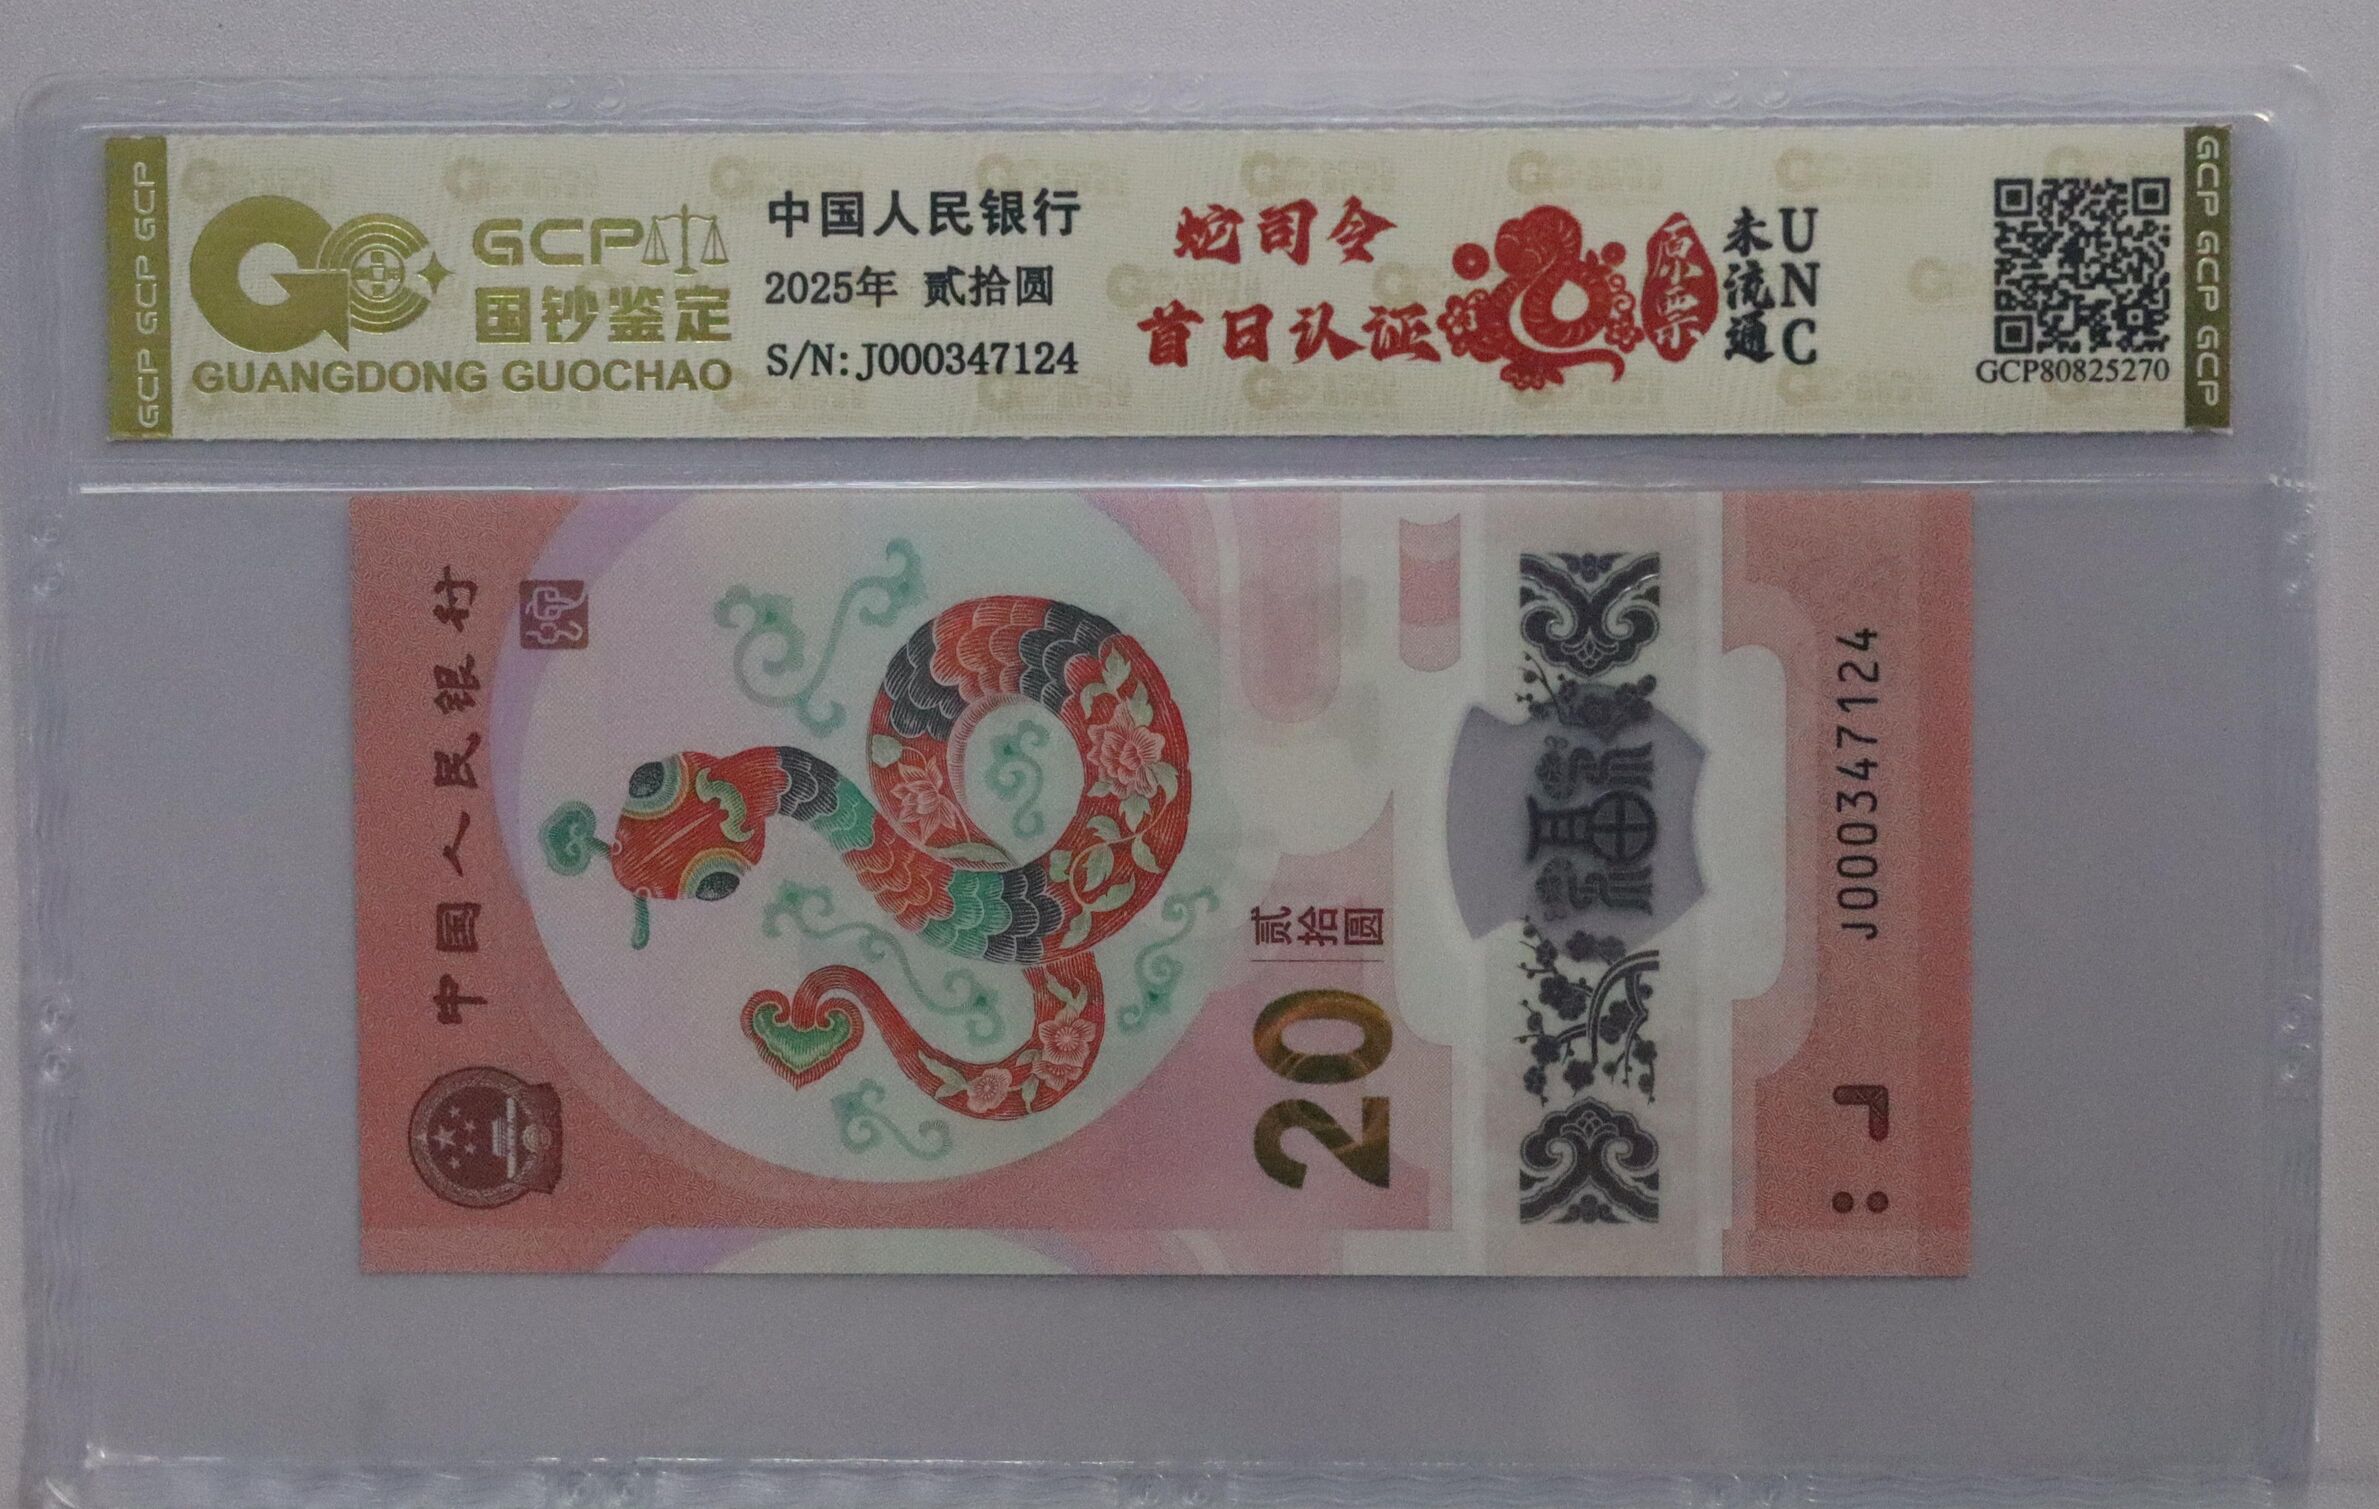 GCP GCP GCP
GCP
国钞鉴定
GUANGDONG GUOCHAO
中国人民银行
2025年 贰拾圆
S/N:J000347124
蛇司令
首日认证
原票
未流通
UNC
GCP80825270
GCP GCP GCP
中国人民银行
贰拾圆
20
福
J000347124